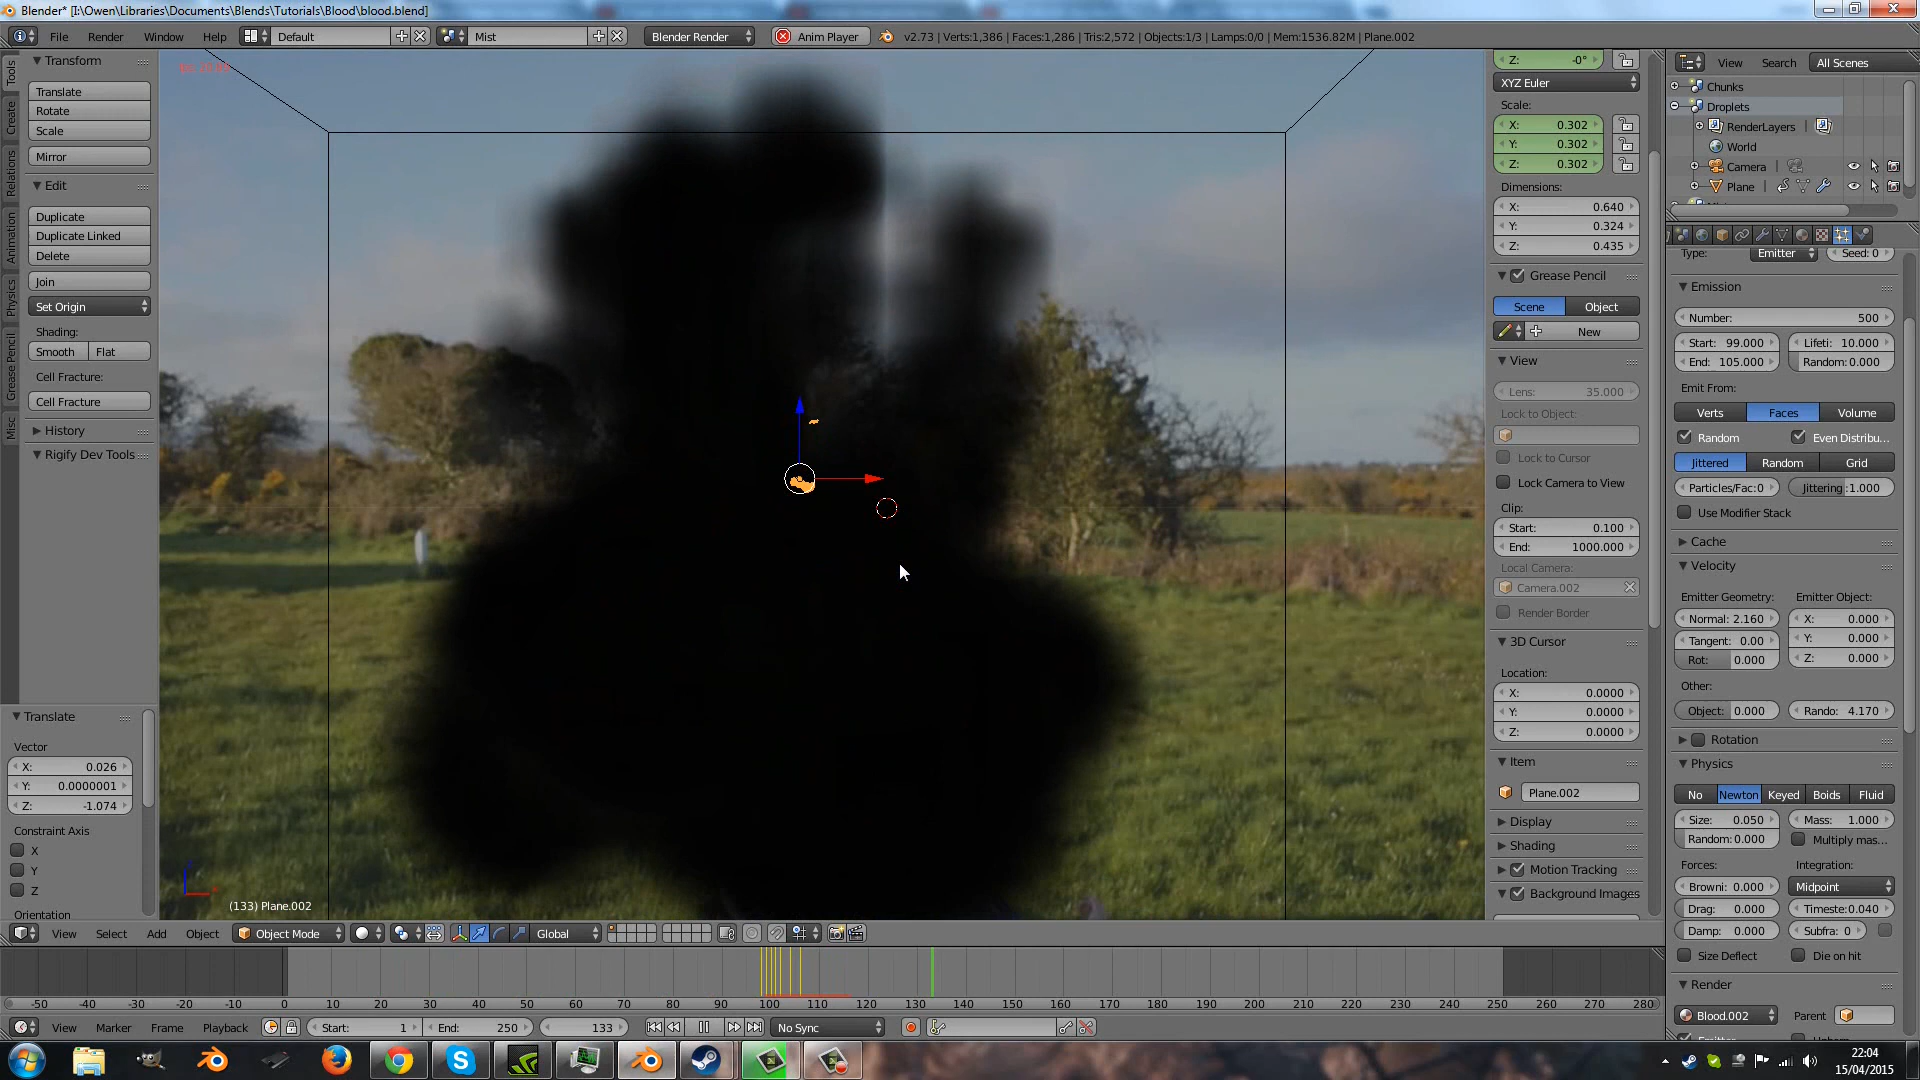 Blender* [I:\Owen\Libraries\Documents\Blends\Tutorials\Blood\blood.blend]
File Render Window Help Default Mist Blender Render Anim Player v2.73 | Verts:1,386 | Faces:1,286 | Tris:2,572 | Objects:1/3 | Lamps:0/0 | Mem:1536.82M | Plane.002
Tools
Create
Relations
Animation
Physics
Grease Pencil
Misc
Transform
Translate
Rotate
Scale
Mirror
Edit
Duplicate
Duplicate Linked
Delete
Join
Set Origin
Shading:
Smooth Flat
Cell Fracture:
Cell Fracture
History
Rigify Dev Tools
Translate
Vector
X: 0.026
Y: 0.0000001
Z: -1.074
Constraint Axis
X
Y
Z
Orientation
(133) Plane.002
Z: -0°
XYZ Euler
Scale:
X: 0.302
Y: 0.302
Z: 0.302
Dimensions:
X: 0.640
Y: 0.324
Z: 0.435
Grease Pencil
Scene Object
New
View
Lens: 35.000
Lock to Object:
Lock to Cursor
Lock Camera to View
Clip:
Start: 0.100
End: 1000.000
Local Camera:
Camera.002
Render Border
3D Cursor
Location:
X: 0.0000
Y: 0.0000
Z: 0.0000
Item
Plane.002
Display
Shading
Motion Tracking
Background Images
View Search All Scenes
Chunks
Droplets
RenderLayers |
World
Camera |
Plane |
Type: Emitter Seed: 0
Emission
Number: 500
Start: 99.000 Lifeti: 10.000
End: 105.000 Random: 0.000
Emit From:
Verts Faces Volume
Random Even Distribu...
Jittered Random Grid
Particles/Fac: 0 Jittering: 1.000
Use Modifier Stack
Cache
Velocity
Emitter Geometry: Emitter Object:
Normal: 2.160 X: 0.000
Tangent: 0.00 Y: 0.000
Rot: 0.000 Z: 0.000
Other:
Object: 0.000 Rando: 4.170
Rotation
Physics
No Newton Keyed Boids Fluid
Size: 0.050 Mass: 1.000
Random: 0.000 Multiply mas...
Forces: Integration:
Browni: 0.000 Midpoint
Drag: 0.000 Timeste: 0.040
Damp: 0.000 Subfra: 0
Size Deflect Die on hit
Render
Blood.002 Parent
View Select Add Object Object Mode Global
-50 -40 -30 -20 -10 0 10 20 30 40 50 60 70 80 90 100 110 120 130 140 150 160 170 180 190 200 210 220 230 240 250 260 270 280
View Marker Frame Playback Start: 1 End: 250 133 No Sync
22:04
15/04/2015